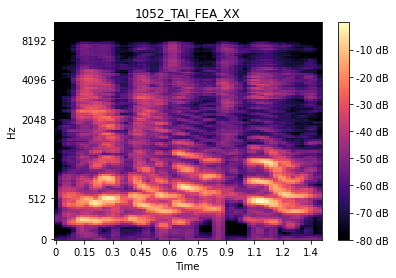 1052_TAI_FEA_XX
8192
4096
2048
1024
512
0
Hz
0 0.15 0.3 0.45 0.6 0.75 0.9 1.1 1.2 1.4
Time
-10 dB
-20 dB
-30 dB
-40 dB
-50 dB
-60 dB
-70 dB
-80 dB